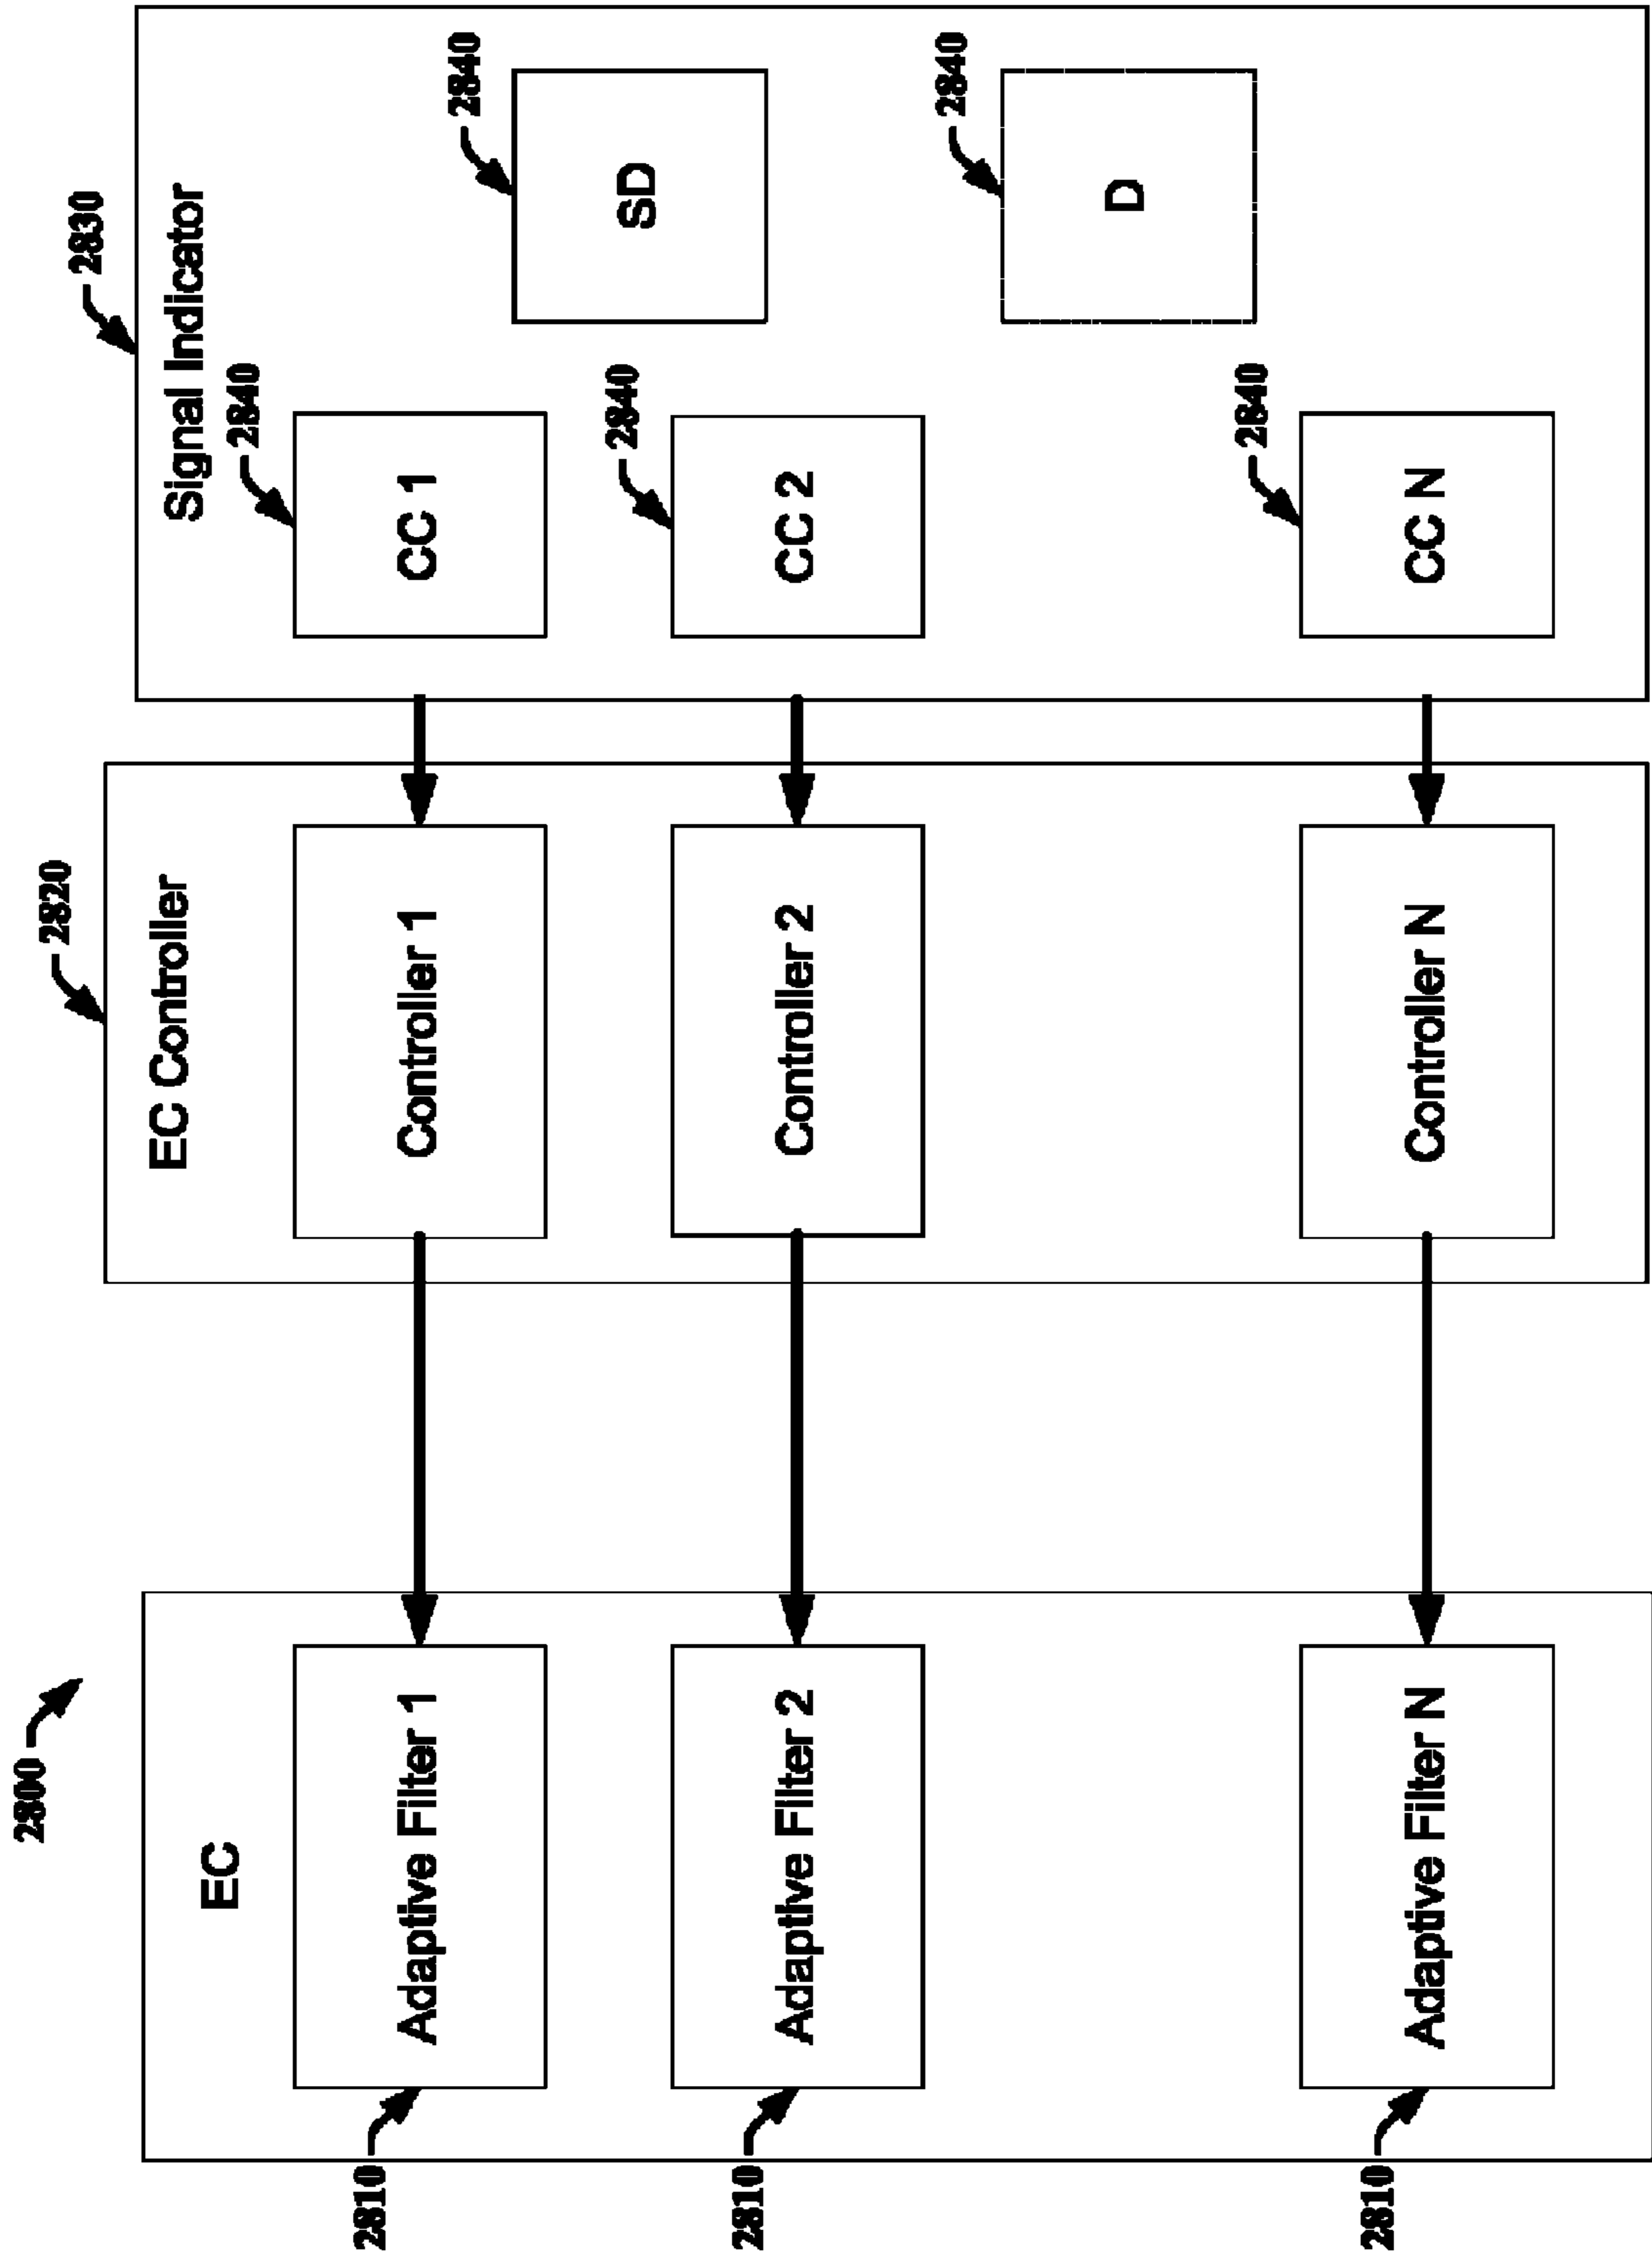 2800
EC
2810
Adaptive Filter 1
2810
Adaptive Filter 2
2810
Adaptive Filter N
2820
EC Controller
Controller 1
Controller 2
Controller N
2830
Signal Indicator
2840
CC 1
2840
CC 2
2840
CC N
2840
SD
2840
D